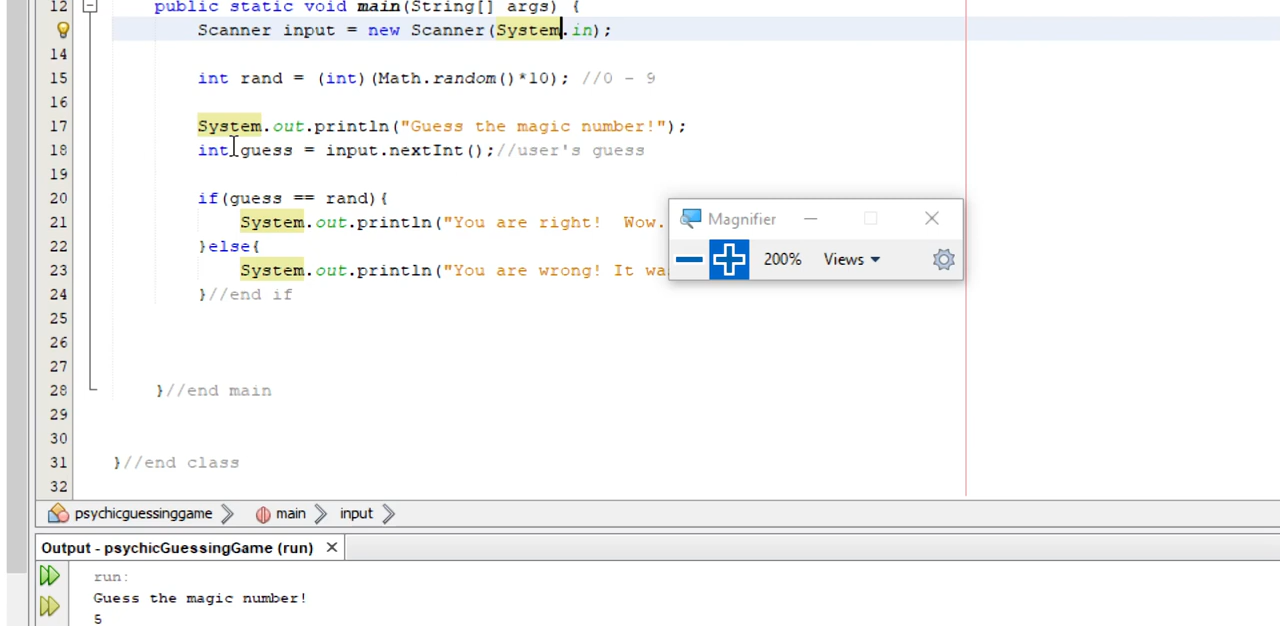 12 public static void main(String[] args) {
Scanner input = new Scanner(System.in);
14
15 int rand = (int)(Math.random()*10); //0 - 9
16
17 System.out.println("Guess the magic number!");
18 int guess = input.nextInt();//user's guess
19
20 if(guess == rand){
21 System.out.println("You are right!  Wow.
22 }else{
23 System.out.println("You are wrong! It wa
24 }//end if
25
26
27
28 }//end main
29
30
31 }//end class
32
Magnifier
200% Views
psychicguessinggame main input
Output - psychicGuessingGame (run)
run:
Guess the magic number!
5